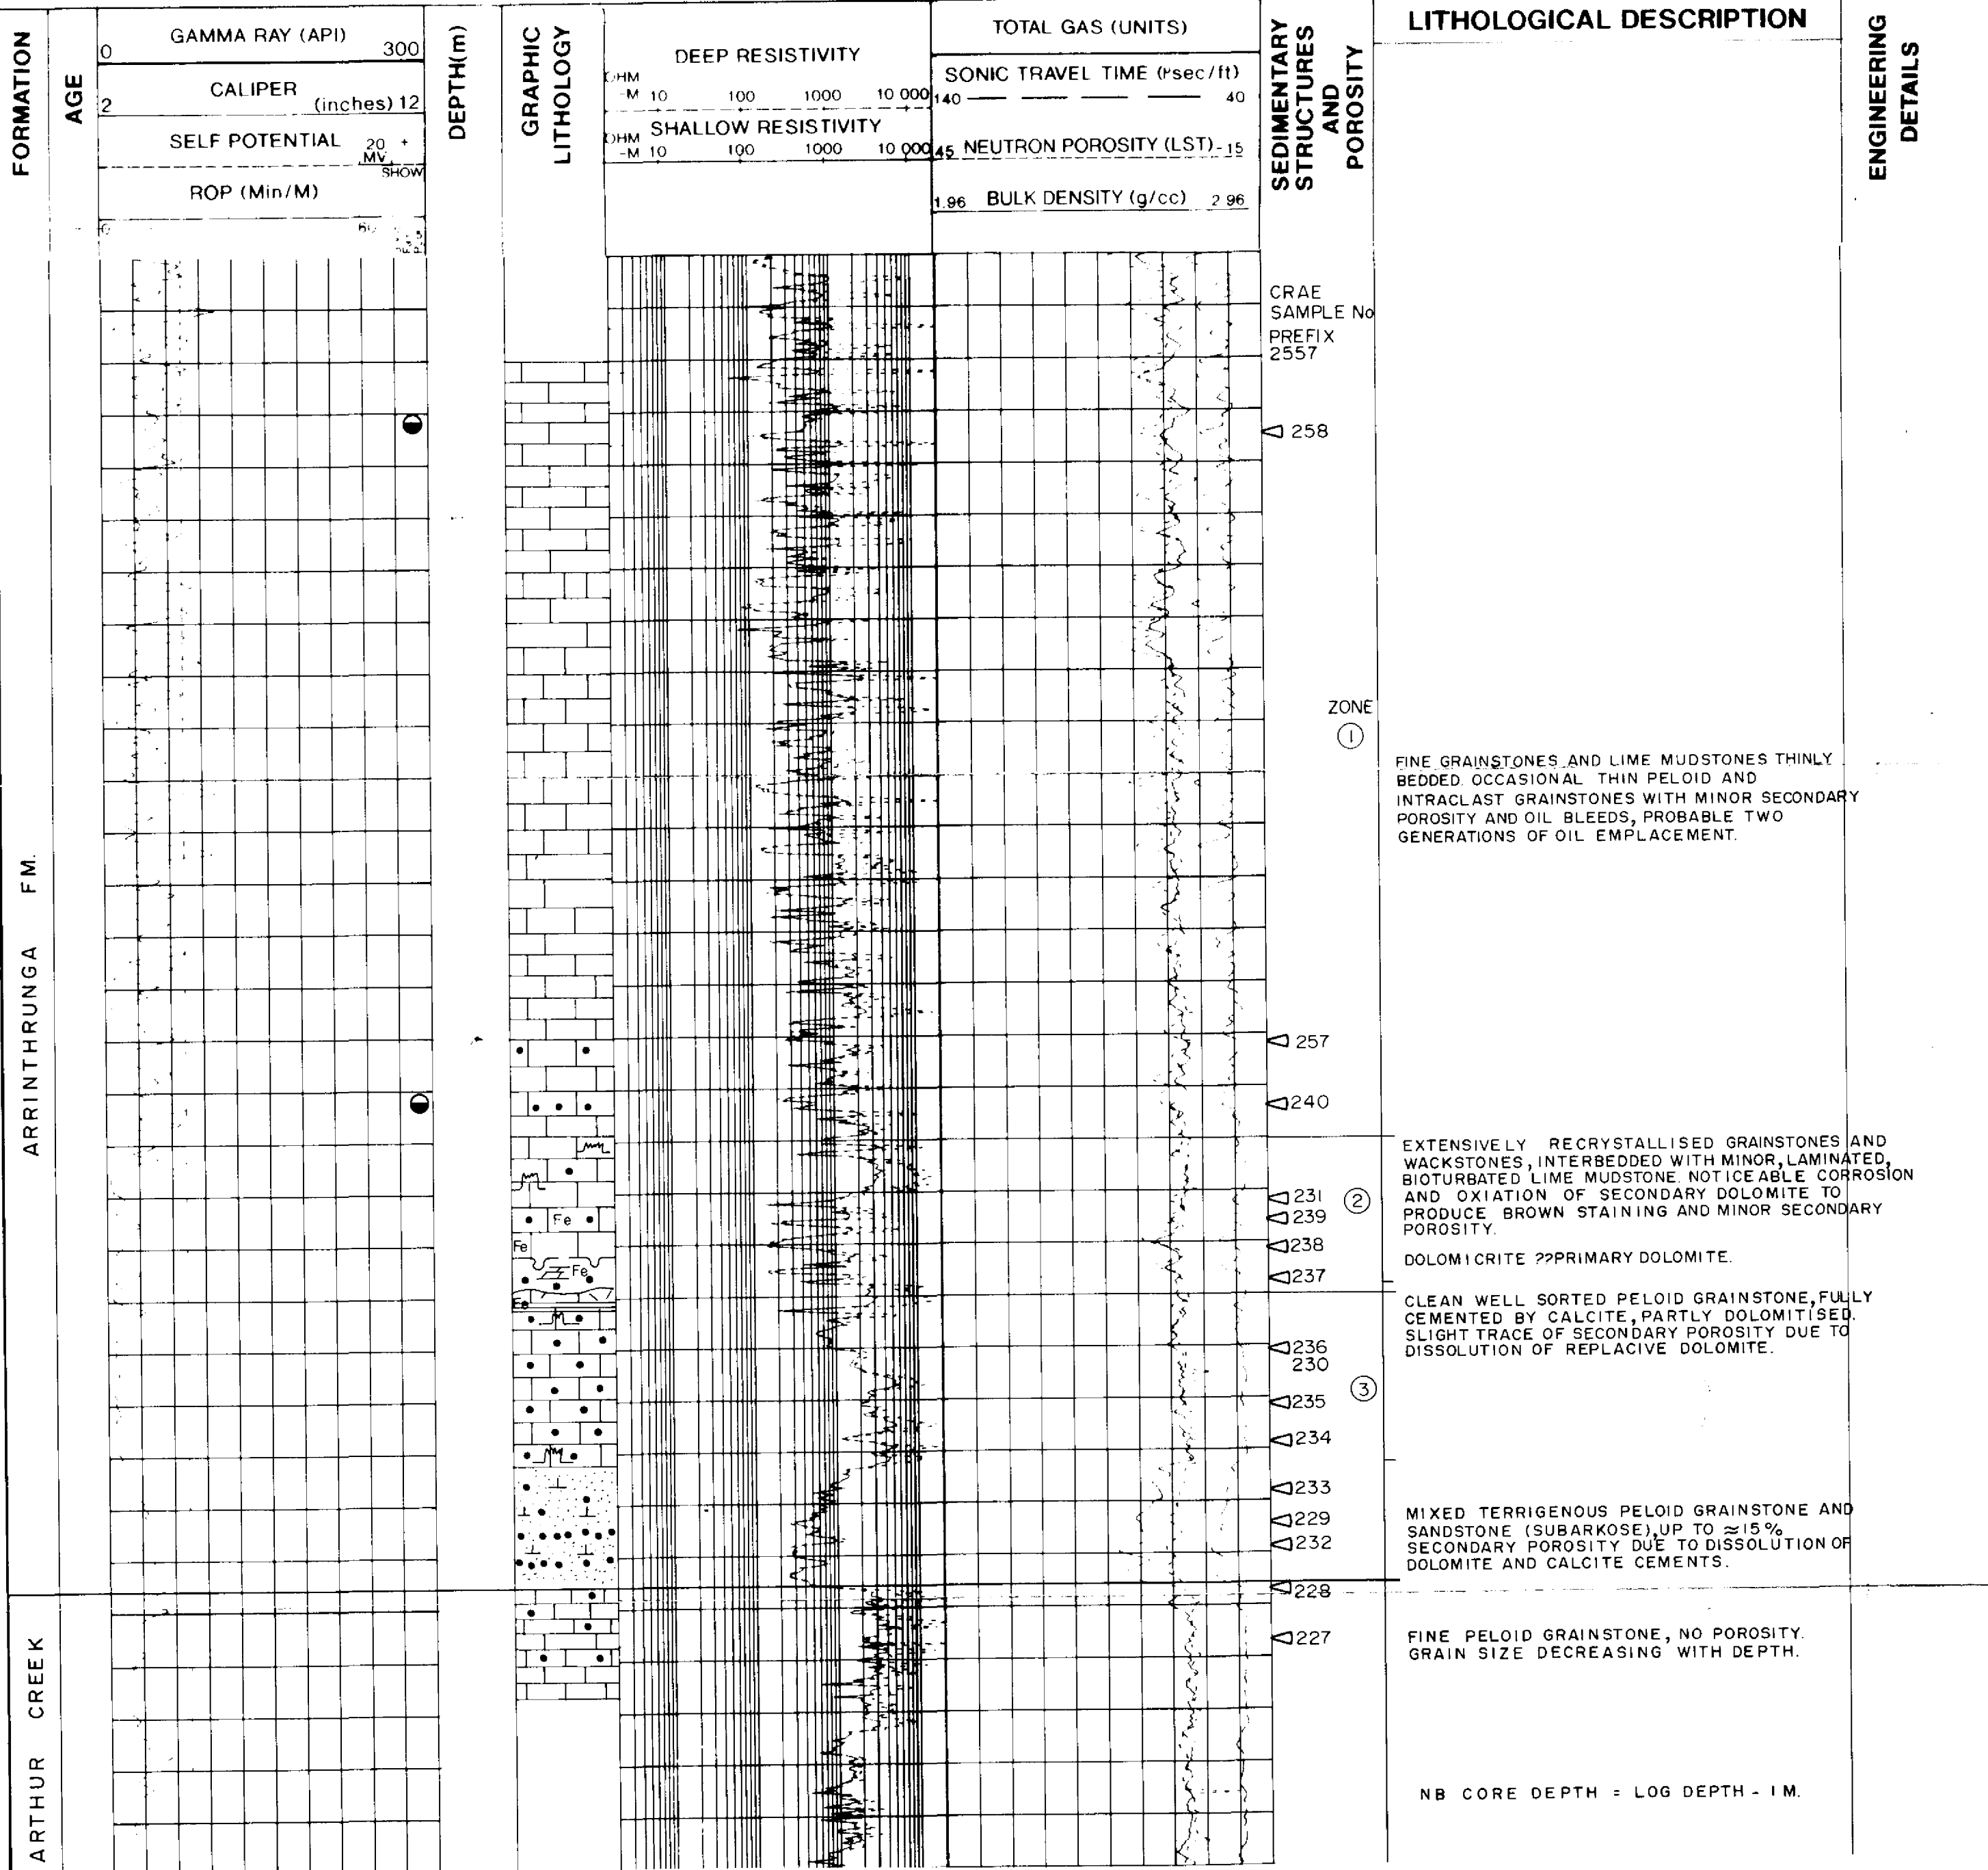 FORMATION
AGE
GAMMA RAY (API)
0 300
CALIPER
2 (inches) 12
SELF POTENTIAL 20 +
MV
SHOW
ROP (Min/M)
DEPTH(m)
GRAPHIC
LITHOLOGY
DEEP RESISTIVITY
OHM
-M 10 100 1000 10 000
OHM SHALLOW RESISTIVITY
-M 10 100 1000 10 000
TOTAL GAS (UNITS)
SONIC TRAVEL TIME (µsec/ft)
140 40
45 NEUTRON POROSITY (LST) -15
1.96 BULK DENSITY (g/cc) 2 96
SEDIMENTARY
STRUCTURES
AND
POROSITY
LITHOLOGICAL DESCRIPTION
ENGINEERING
DETAILS
CRAE
SAMPLE No
PREFIX
2557
258
ZONE
1
FINE GRAINSTONES AND LIME MUDSTONES THINLY
BEDDED. OCCASIONAL THIN PELOID AND
INTRACLAST GRAINSTONES WITH MINOR SECONDARY
POROSITY AND OIL BLEEDS, PROBABLE TWO
GENERATIONS OF OIL EMPLACEMENT.
ARRINTHRUNGA FM.
257
240
EXTENSIVELY RECRYSTALLISED GRAINSTONES AND
WACKSTONES, INTERBEDDED WITH MINOR, LAMINATED,
BIOTURBATED LIME MUDSTONE. NOTICEABLE CORROSION
AND OXIATION OF SECONDARY DOLOMITE TO
PRODUCE BROWN STAINING AND MINOR SECONDARY
POROSITY.
231
2
239
Fe
238
Fe
DOLOMICRITE ??PRIMARY DOLOMITE.
Fe
237
Fe
CLEAN WELL SORTED PELOID GRAINSTONE, FULLY
CEMENTED BY CALCITE, PARTLY DOLOMITISED.
SLIGHT TRACE OF SECONDARY POROSITY DUE TO
DISSOLUTION OF REPLACIVE DOLOMITE.
236
230
3
235
234
233
229
232
MIXED TERRIGENOUS PELOID GRAINSTONE AND
SANDSTONE (SUBARKOSE), UP TO ≈15%
SECONDARY POROSITY DUE TO DISSOLUTION OF
DOLOMITE AND CALCITE CEMENTS.
228
227
FINE PELOID GRAINSTONE, NO POROSITY.
GRAIN SIZE DECREASING WITH DEPTH.
ARTHUR CREEK
NB CORE DEPTH = LOG DEPTH - 1 M.